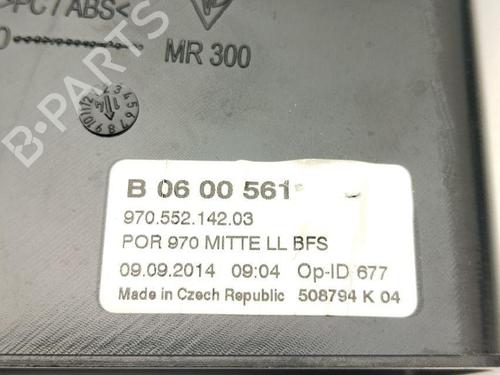 >PC / ABS<
MR 300
B 06 00 561
970.552.142.03
POR 970 MITTE LL BFS
09.09.2014 09:04 Op-ID 677
Made in Czech Republic 508794 K 04
B-PARTS